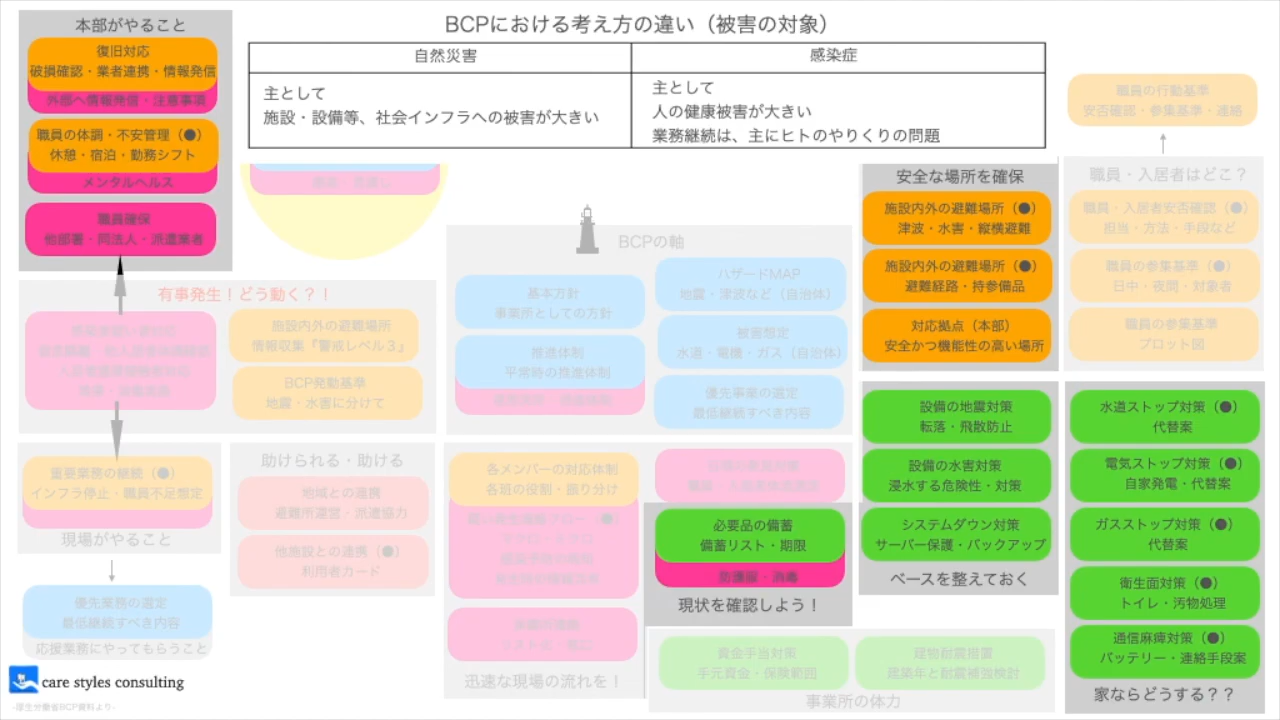 本部がやること
復旧対応
破損確認・業者連携・情報発信
外部へ情報発信・注意事項
職員の体調・不安管理（●）
休憩・宿泊・勤務シフト
メンタルヘルス
職員確保
他部署・同法人・派遣業者
BCPにおける考え方の違い（被害の対象）
自然災害
感染症
主として
施設・設備等、社会インフラへの被害が大きい
主として
人の健康被害が大きい
業務継続は、主にヒトのやりくりの問題
職員の行動基準
安否確認・参集基準・連絡
有事発生！どう動く？！
施設内外の避難場所
情報収集『警戒レベル３』
BCP発動基準
地震・水害に分けて
重要業務の継続（●）
インフラ停止・職員不足想定
現場がやること
優先業務の選定
最低継続すべき内容
応援業務にやってもらうこと
助けられる・助ける
地域との連携
避難所運営・派遣協力
他施設との連携（●）
利用者カード
BCPの軸
基本方針
事業所としての方針
推進体制
平常時の推進体制
ハザードMAP
地震・津波など（自治体）
被害想定
水道・電機・ガス（自治体）
優先事業の選定
最低継続すべき内容
各メンバーの対応体制
各班の役割・振り分け
迅速な現場の流れを！
必要品の備蓄
備蓄リスト・期限
防護服・消毒
現状を確認しよう！
資金手当対策
手元資金・保険範囲
建物耐震措置
建築年と耐震補強検討
事業所の体力
安全な場所を確保
施設内外の避難場所（●）
津波・水害・縦横避難
施設内外の避難場所（●）
避難経路・持参備品
対応拠点（本部）
安全かつ機能性の高い場所
設備の地震対策
転落・飛散防止
設備の水害対策
浸水する危険性・対策
システムダウン対策
サーバー保護・バックアップ
ベースを整えておく
職員・入居者はどこ？
職員・入居者安否確認（●）
担当・方法・手段など
職員の参集基準（●）
日中・夜間・対象者
職員の参集基準
プロット図
水道ストップ対策（●）
代替案
電気ストップ対策（●）
自家発電・代替案
ガスストップ対策（●）
代替案
衛生面対策（●）
トイレ・汚物処理
通信麻痺対策（●）
バッテリー・連絡手段案
家ならどうする？？
care styles consulting
-厚生労働省BCP資料より-